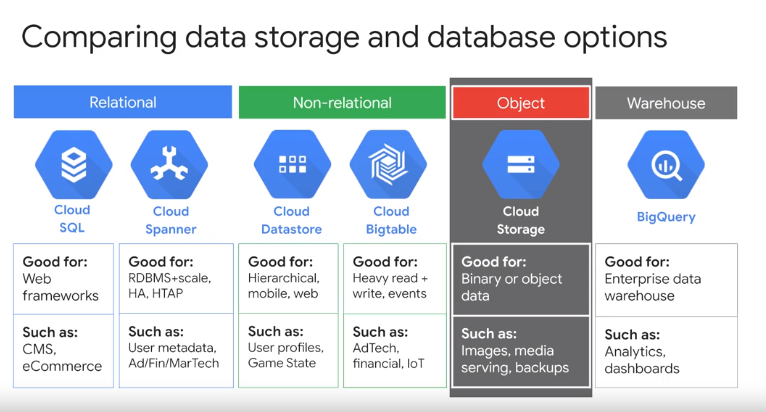 Comparing data storage and database options
Relational
Non-relational
Object
Warehouse
Cloud
SQL
Cloud
Spanner
Cloud
Datastore
Cloud
Bigtable
Cloud
Storage
BigQuery
Good for:
Web
frameworks
Good for:
RDBMS+scale,
HA, HTAP
Good for:
Hierarchical,
mobile, web
Good for:
Heavy read +
write, events
Good for:
Binary or object
data
Good for:
Enterprise data
warehouse
Such as:
CMS,
eCommerce
Such as:
User metadata,
Ad/Fin/MarTech
Such as:
User profiles,
Game State
Such as:
AdTech,
financial, IoT
Such as:
Images, media
serving, backups
Such as:
Analytics,
dashboards